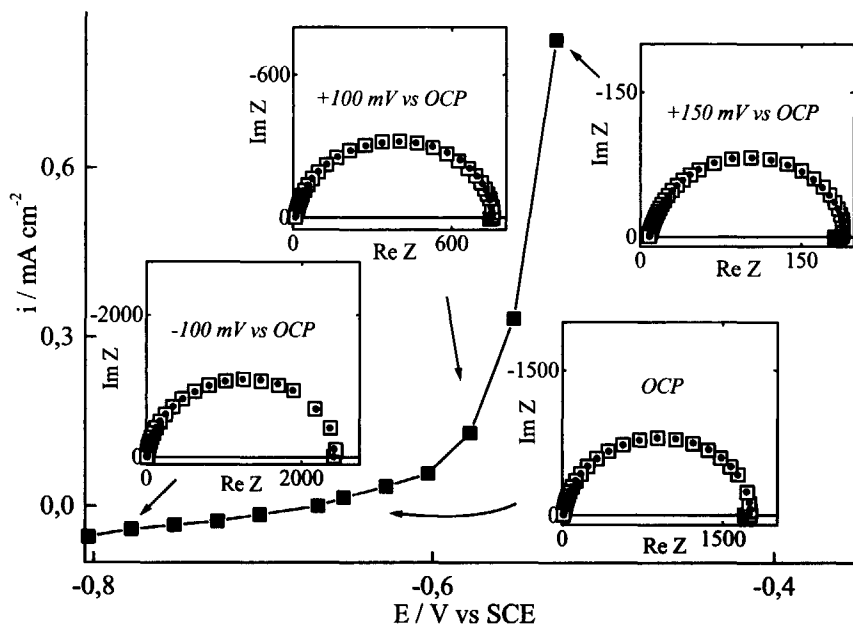 i / mA cm-2
0,6
0,3
0,0
-0,8
-0,6
-0,4
E / V vs SCE
-600
+100 mV vs OCP
Im Z
0
0
600
Re Z
-150
+150 mV vs OCP
Im Z
0
0
150
Re Z
-2000
-100 mV vs OCP
Im Z
0
0
Re Z
2000
-1500
OCP
Im Z
0
0
Re Z
1500